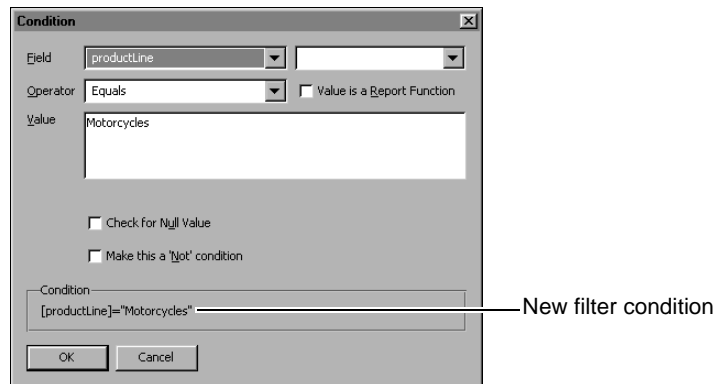 Condition
Field productLine
Operator Equals Value is a Report Function
Value Motorcycles
Check for Null Value
Make this a 'Not' condition
Condition
[productLine]="Motorcycles" New filter condition
OK Cancel